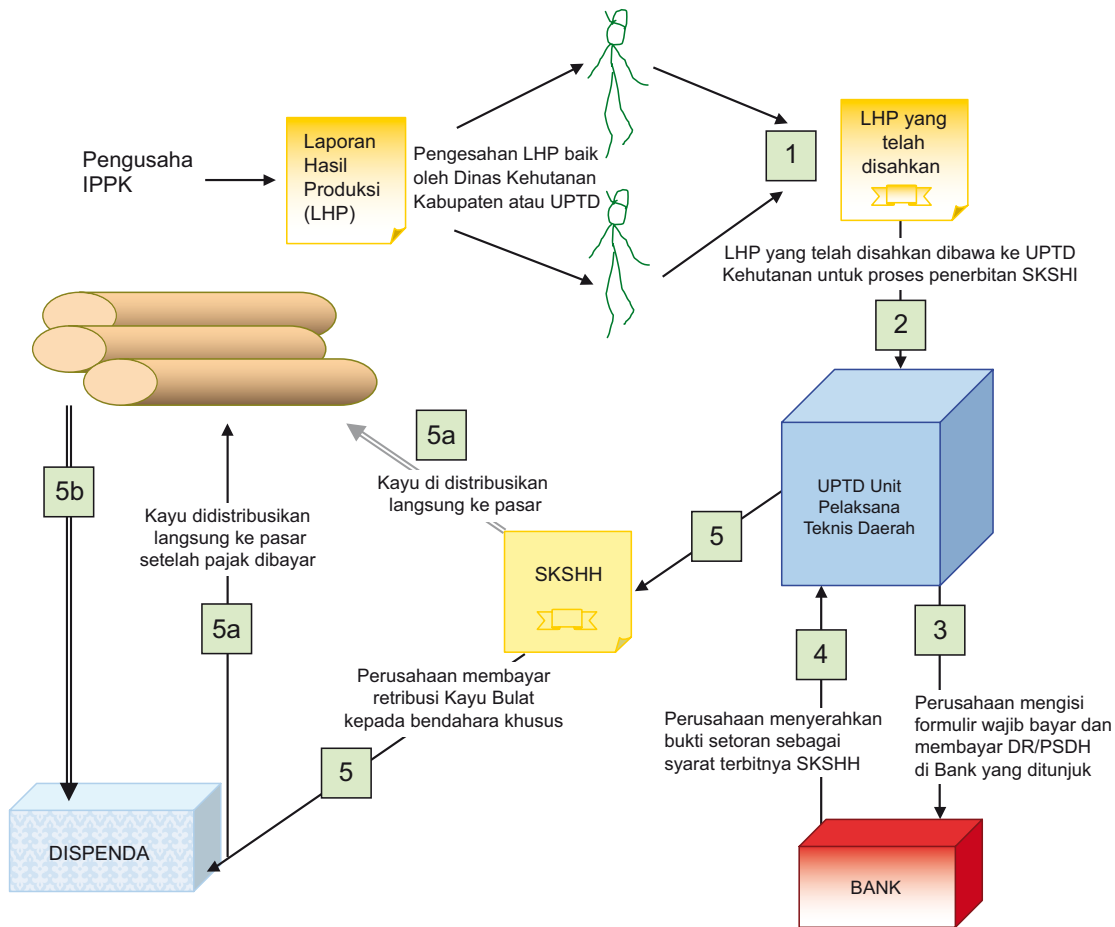 Pengusaha
IPPK
Laporan
Hasil
Produksi
(LHP)
Pengesahan LHP baik
oleh Dinas Kehutanan
Kabupaten atau UPTD
1
LHP yang
telah
disahkan
LHP yang telah disahkan dibawa ke UPTD
Kehutanan untuk proses penerbitan SKSHI
2
UPTD Unit
Pelaksana
Teknis Daerah
5a
Kayu di distribusikan
langsung ke pasar
5b
Kayu didistribusikan
langsung ke pasar
setelah pajak dibayar
5a
5
SKSHH
4
3
Perusahaan membayar
retribusi Kayu Bulat
kepada bendahara khusus
5
Perusahaan menyerahkan
bukti setoran sebagai
syarat terbitnya SKSHH
Perusahaan mengisi
formulir wajib bayar dan
membayar DR/PSDH
di Bank yang ditunjuk
DISPENDA
BANK